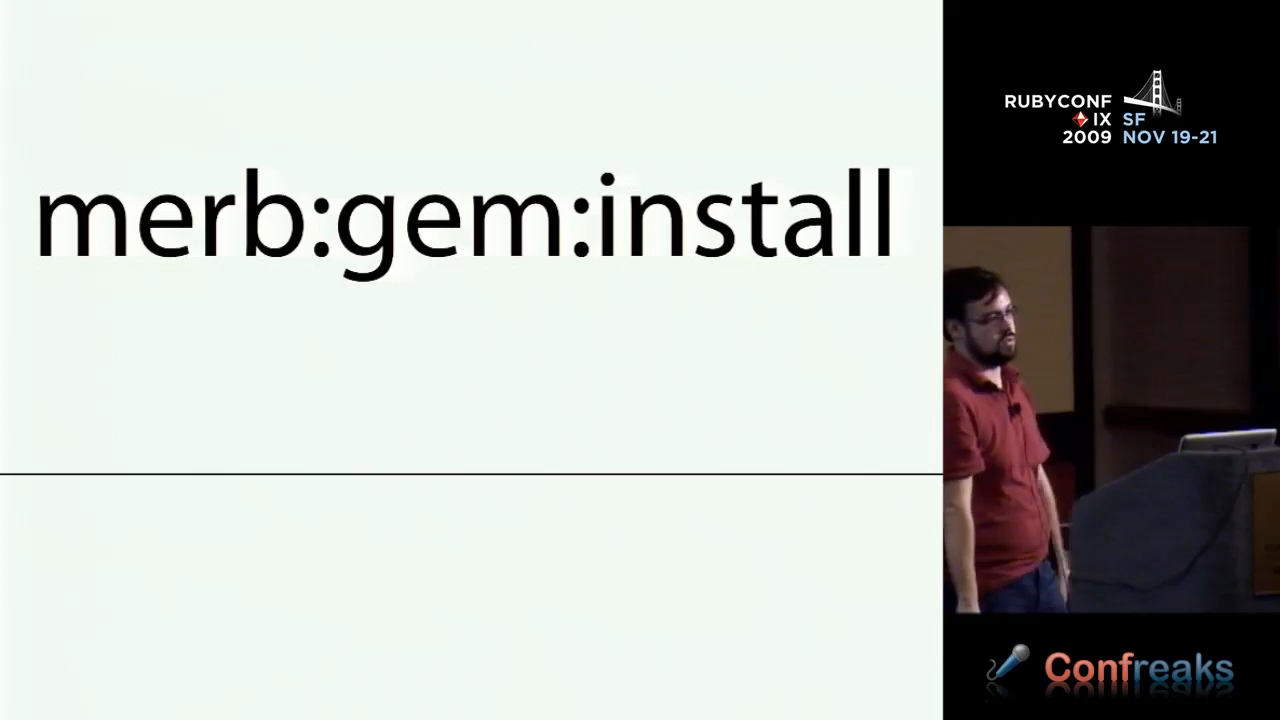 merb:gem:install
RUBYCONF
IX SF
2009 NOV 19-21
Confreaks